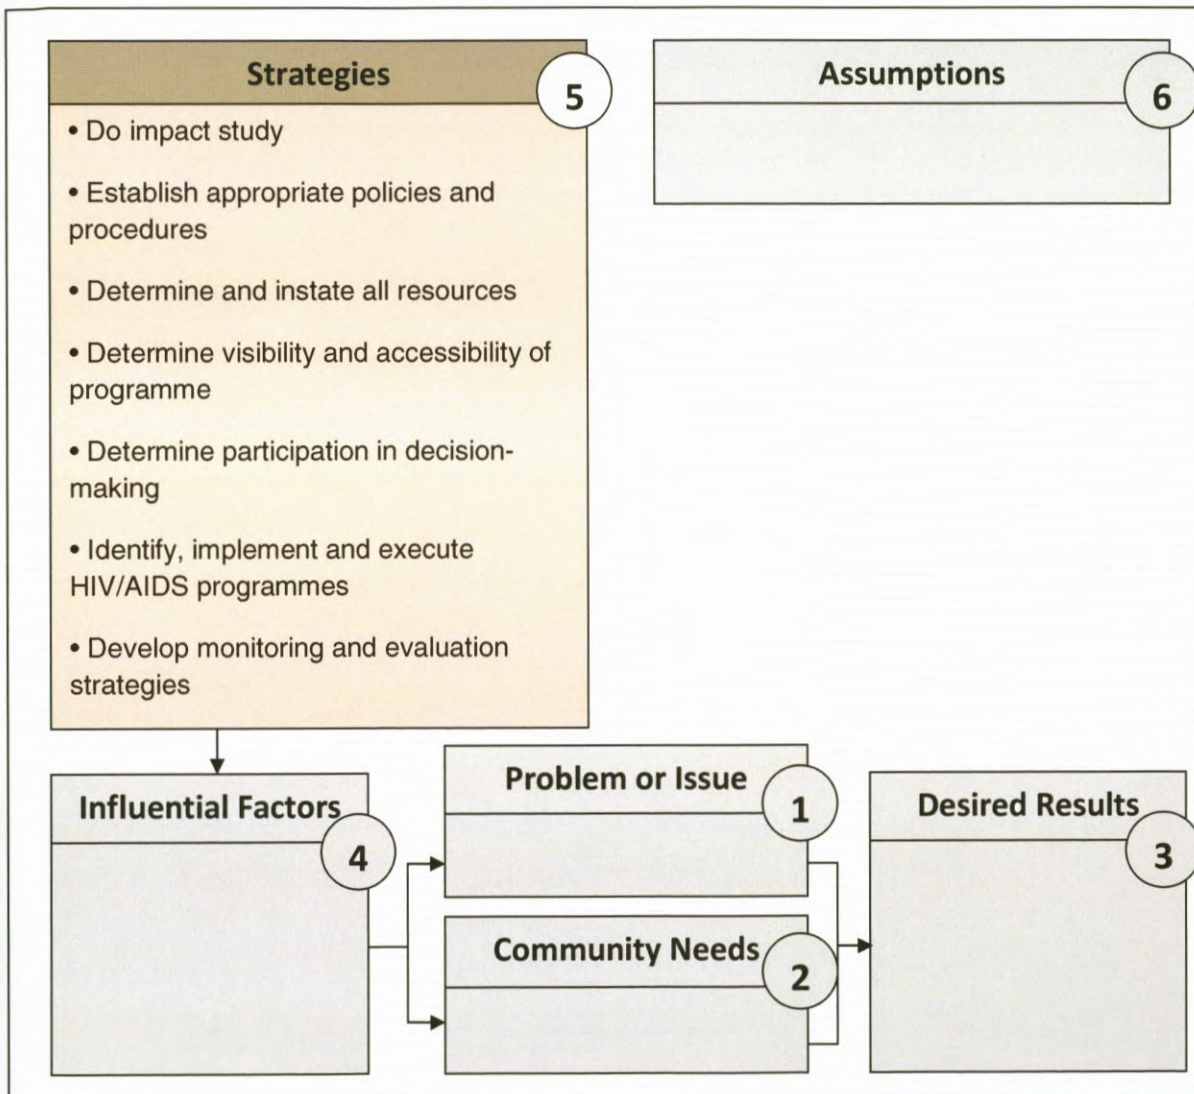 Strategies
5
• Do impact study
• Establish appropriate policies and
procedures
• Determine and instate all resources
• Determine visibility and accessibility of
programme
• Determine participation in decision-
making
• Identify, implement and execute
HIV/AIDS programmes
• Develop monitoring and evaluation
strategies
Assumptions
6
Influential Factors
4
Problem or Issue
1
Community Needs
2
Desired Results
3